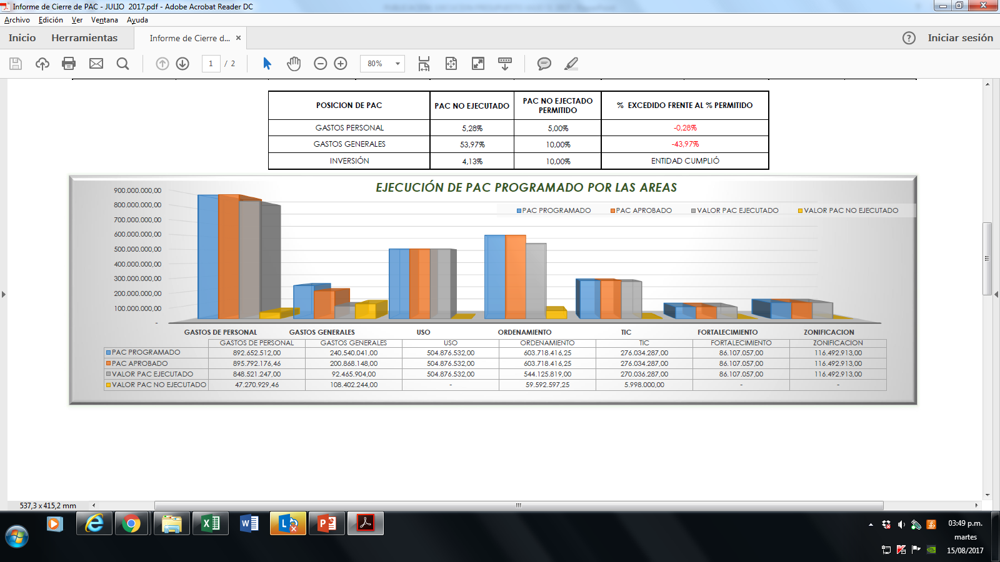 Informe de Cierre de PAC - JULIO  2017.pdf - Adobe Acrobat Reader DC
Archivo Edición Ver Ventana Ayuda
Inicio Herramientas Informe de Cierre d... × ? Iniciar sesión
1 / 2 80%
POSICION DE PAC PAC NO EJECUTADO PAC NO EJECTADO PERMITIDO % EXCEDIDO FRENTE AL % PERMITIDO
GASTOS PERSONAL 5,28% 5,00% -0,28%
GASTOS GENERALES 53,97% 10,00% -43,97%
INVERSIÓN 4,13% 10,00% ENTIDAD CUMPLIÓ
EJECUCIÓN DE PAC PROGRAMADO POR LAS AREAS
PAC PROGRAMADO PAC APROBADO VALOR PAC EJECUTADO VALOR PAC NO EJECUTADO
900.000.000,00
800.000.000,00
700.000.000,00
600.000.000,00
500.000.000,00
400.000.000,00
300.000.000,00
200.000.000,00
100.000.000,00
-
GASTOS DE PERSONAL GASTOS GENERALES USO ORDENAMIENTO TIC FORTALECIMIENTO ZONIFICACION
GASTOS DE PERSONAL GASTOS GENERALES USO ORDENAMIENTO TIC FORTALECIMIENTO ZONIFICACION
PAC PROGRAMADO 892.652.512,00 240.540.041,00 504.876.532,00 603.718.416,25 276.034.287,00 86.107.057,00 116.492.913,00
PAC APROBADO 895.792.176,46 200.868.148,00 504.876.532,00 603.718.416,25 276.034.287,00 86.107.057,00 116.492.913,00
VALOR PAC EJECUTADO 848.521.247,00 92.465.904,00 504.876.532,00 544.125.819,00 270.036.287,00 86.107.057,00 116.492.913,00
VALOR PAC NO EJECUTADO 47.270.929,46 108.402.244,00 - 59.592.597,25 5.998.000,00 - -
537,3 x 415,2 mm
03:49 p.m.
martes
15/08/2017